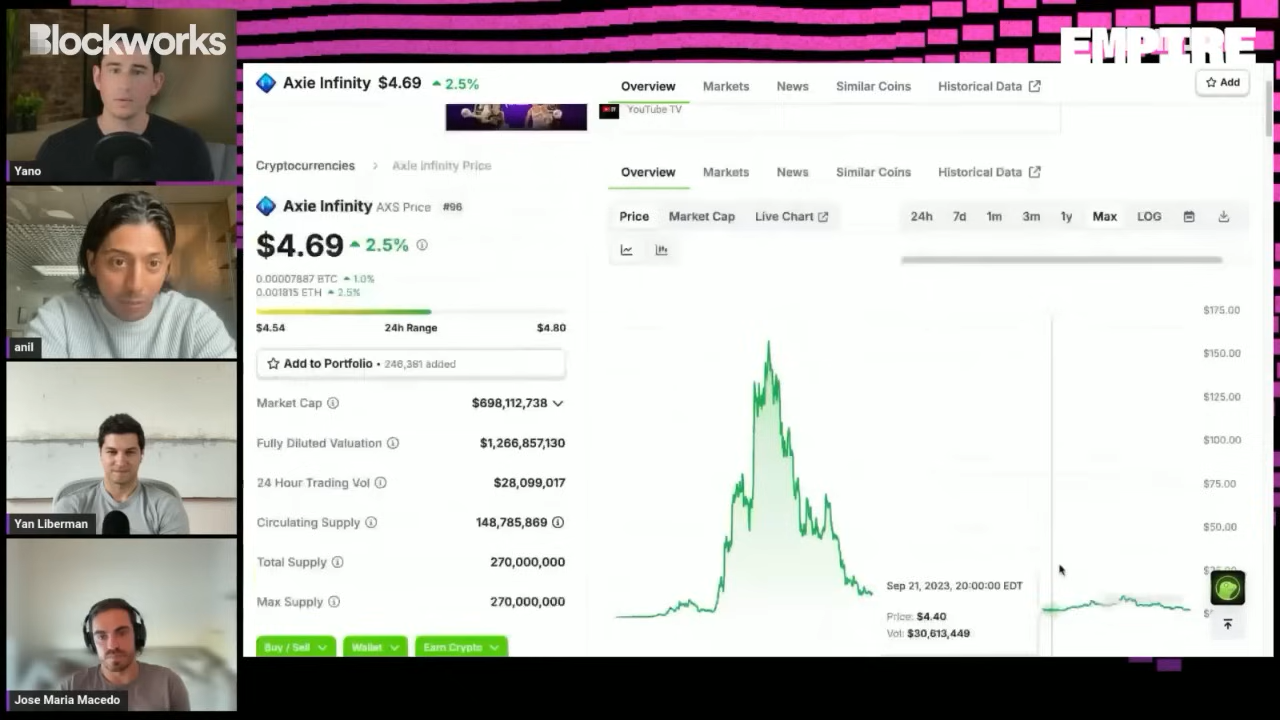 Blockworks
EMPIRE
Yano
anil
Yan Liberman
Jose Maria Macedo
Axie Infinity $4.69 2.5%
Overview Markets News Similar Coins Historical Data
Add
YouTube TV
Cryptocurrencies > Axie Infinity Price
Axie Infinity AXS Price #96
$4.69 2.5%
0.00007887 BTC 1.0%
0.001815 ETH 2.5%
$4.54 24h Range $4.80
Add to Portfolio • 246,381 added
Market Cap $698,112,738
Fully Diluted Valuation $1,266,857,130
24 Hour Trading Vol $28,099,017
Circulating Supply 148,785,869
Total Supply 270,000,000
Max Supply 270,000,000
Buy / Sell Wallet Earn Crypto
Overview Markets News Similar Coins Historical Data
Price Market Cap Live Chart
24h 7d 1m 3m 1y Max LOG
$175.00
$150.00
$125.00
$100.00
$75.00
$50.00
Sep 21, 2023, 20:00:00 EDT
Price: $4.40
Vol: $30,613,449